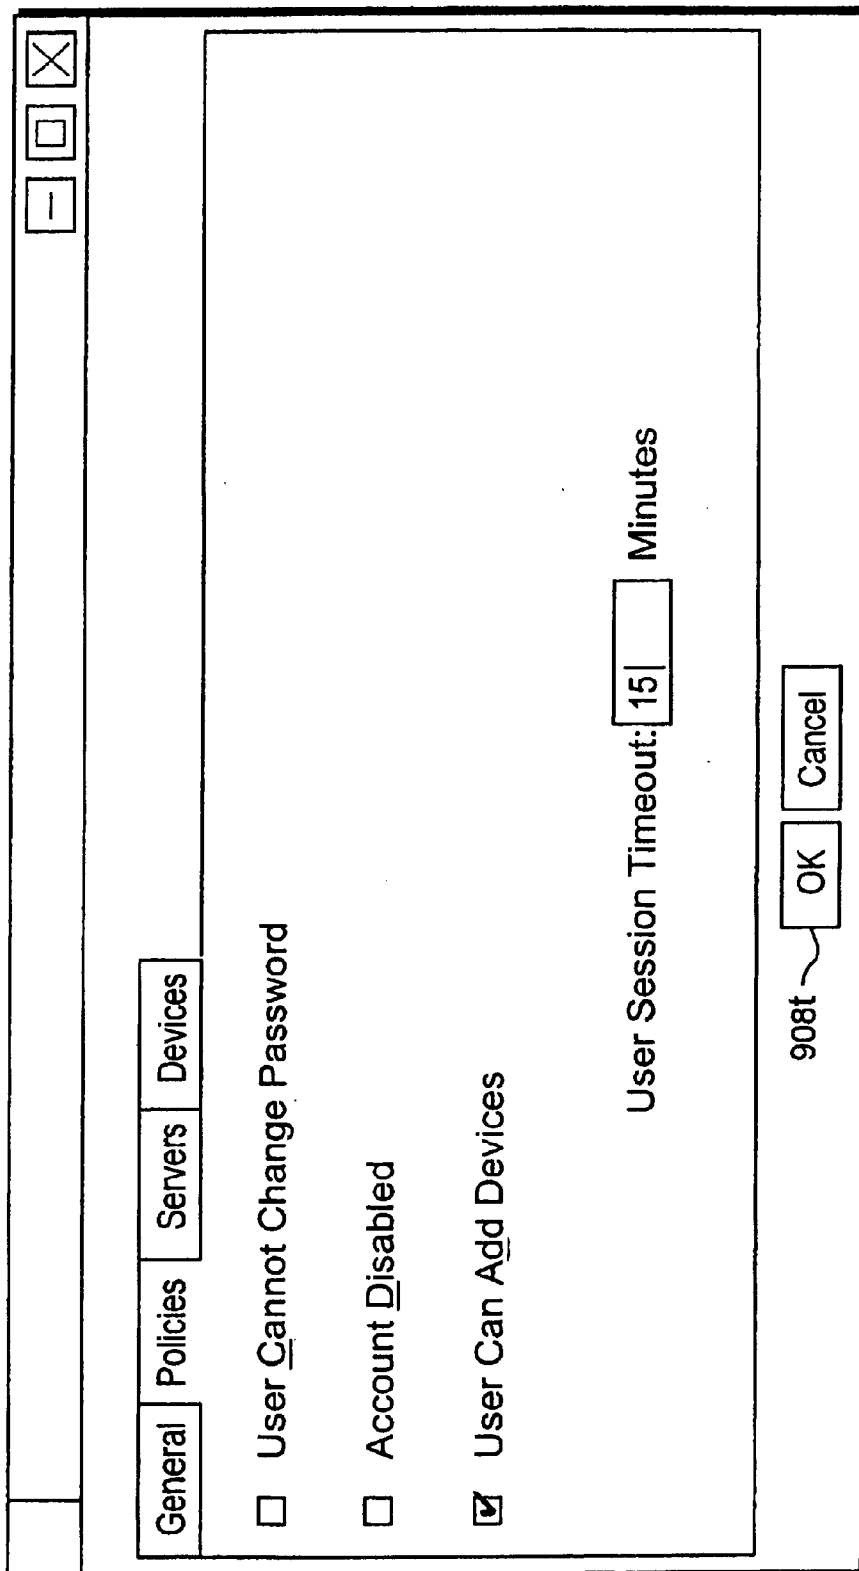 General Policies Servers Devices
User Cannot Change Password
Account Disabled
User Can Add Devices
User Session Timeout: 15 Minutes
908t OK Cancel